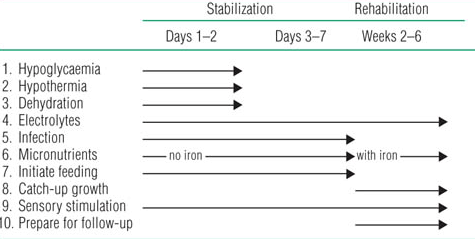 Stabilization Rehabilitation
Days 1–2 Days 3–7 Weeks 2–6
1. Hypoglycaemia
2. Hypothermia
3. Dehydration
4. Electrolytes
5. Infection
6. Micronutrients no iron with iron
7. Initiate feeding
8. Catch-up growth
9. Sensory stimulation
10. Prepare for follow-up